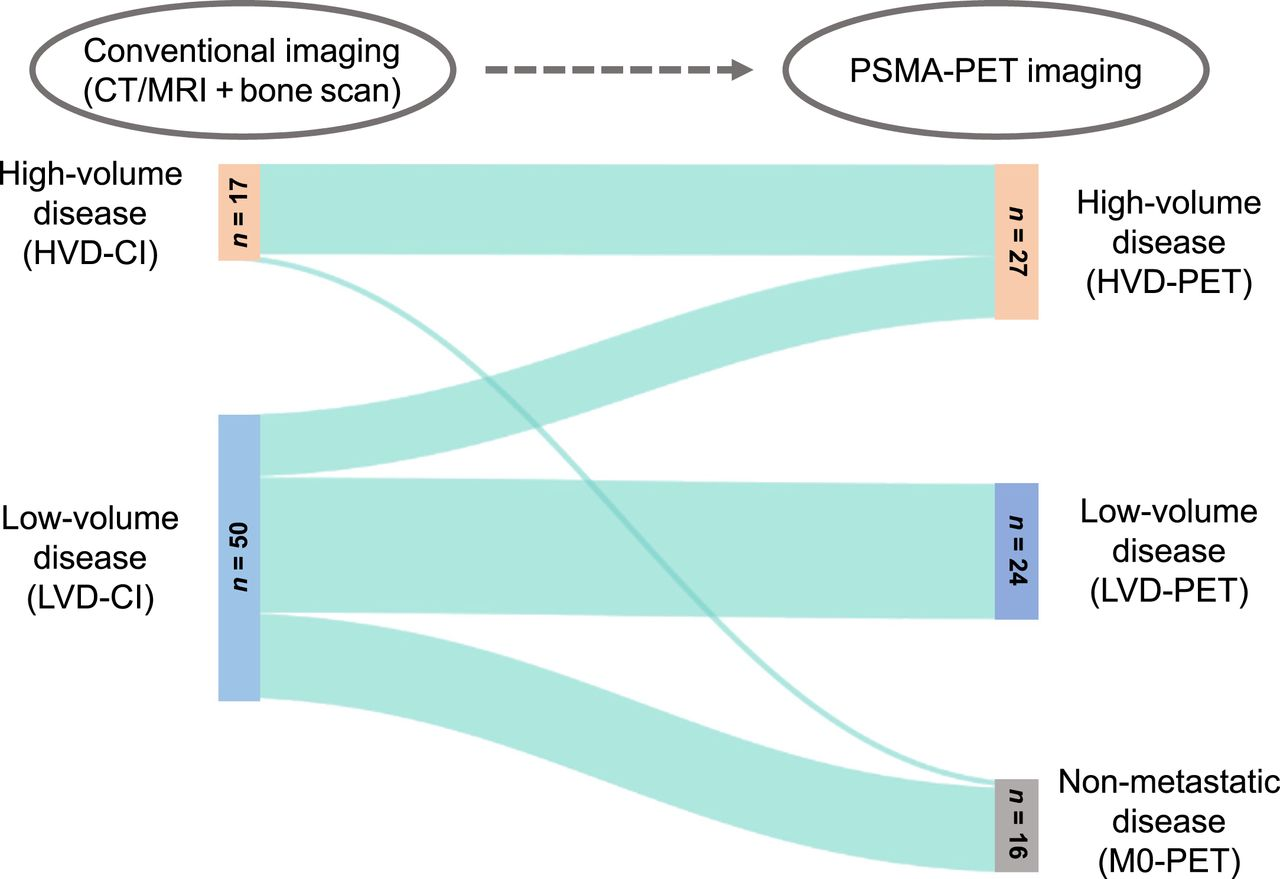 Conventional imaging
(CT/MRI + bone scan)
PSMA-PET imaging
High-volume
disease
(HVD-CI)
n = 17
n = 27
High-volume
disease
(HVD-PET)
Low-volume
disease
(LVD-CI)
n = 50
n = 24
Low-volume
disease
(LVD-PET)
n = 16
Non-metastatic
disease
(M0-PET)